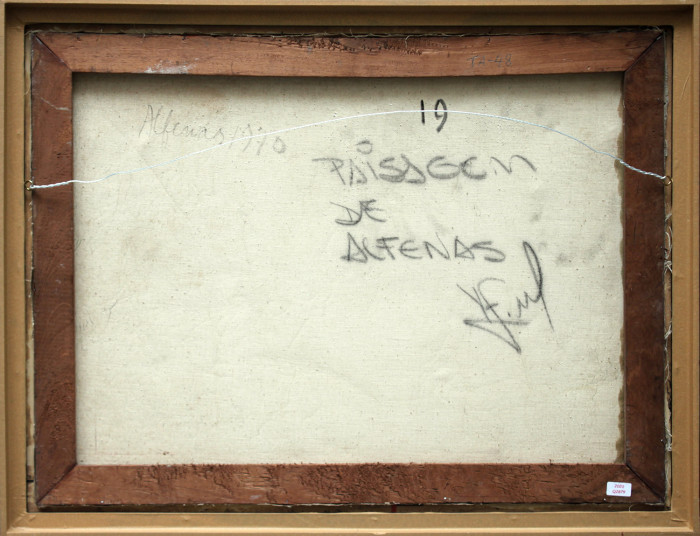 Alfenas, 1970
19
PAISAGEM
DE
ALFENAS